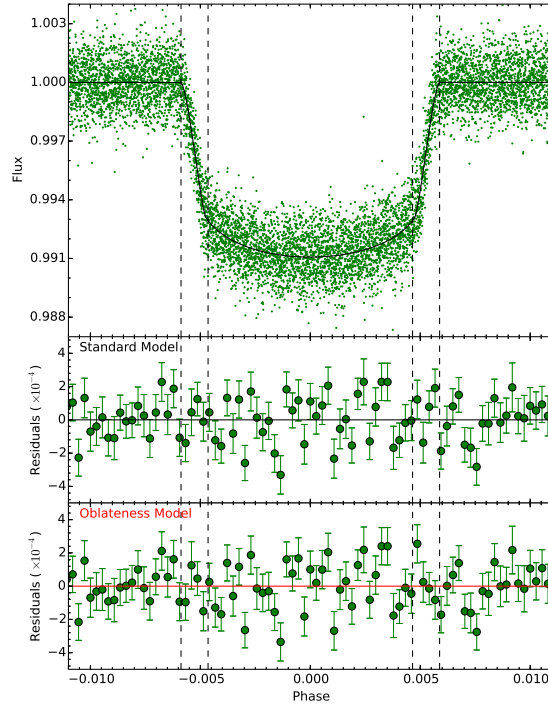 1.003
1.000
0.997
0.994
0.991
0.988
Flux
Standard Model
4
2
0
−2
−4
Residuals ( ×10⁻⁴)
Oblateness Model
4
2
0
−2
−4
Residuals ( ×10⁻⁴)
−0.010 −0.005 0.000 0.005 0.010
Phase